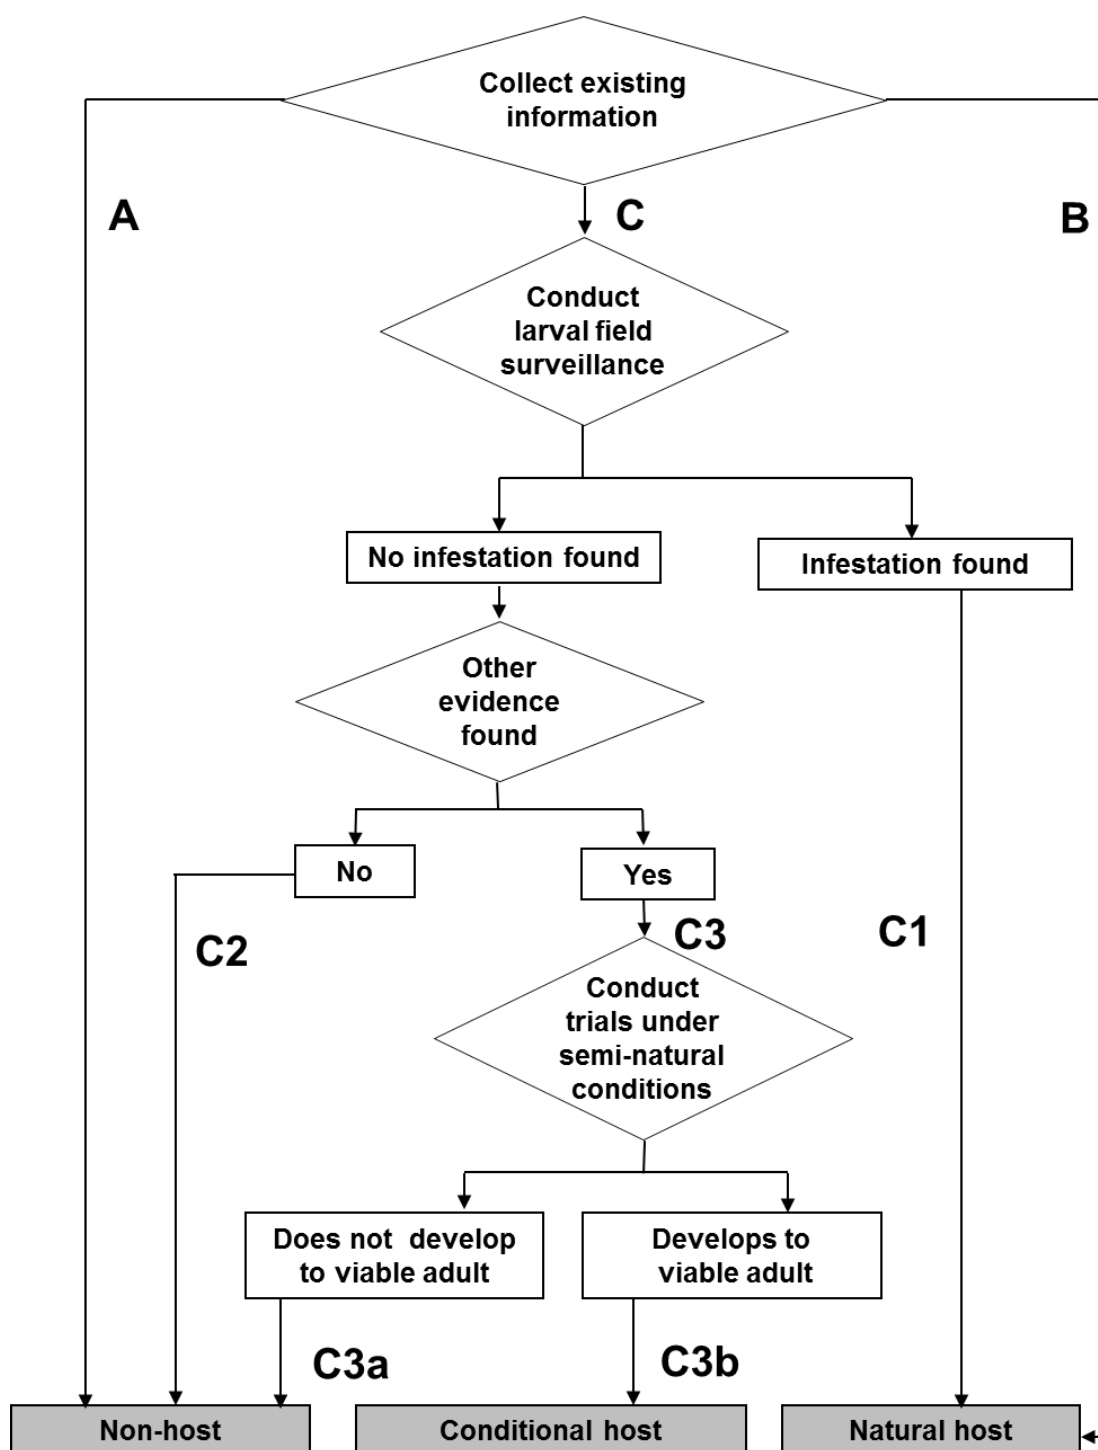 Collect existing
information
A
C
B
Conduct
larval field
surveillance
No infestation found
Infestation found
Other
evidence
found
No
Yes
C2
C3
C1
Conduct
trials under
semi-natural
conditions
Does not develop
to viable adult
Develops to
viable adult
C3a
C3b
Non-host
Conditional host
Natural host